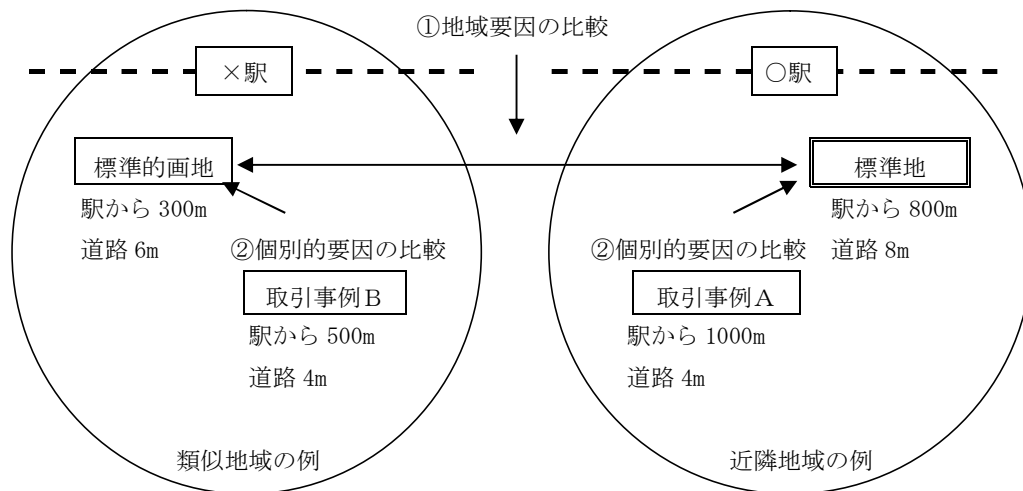 ①地域要因の比較
×駅
○駅
標準的画地
標準地
駅から 300m
道路 6m
駅から 800m
道路 8m
②個別的要因の比較
②個別的要因の比較
取引事例B
取引事例A
駅から 500m
道路 4m
駅から 1000m
道路 4m
類似地域の例
近隣地域の例